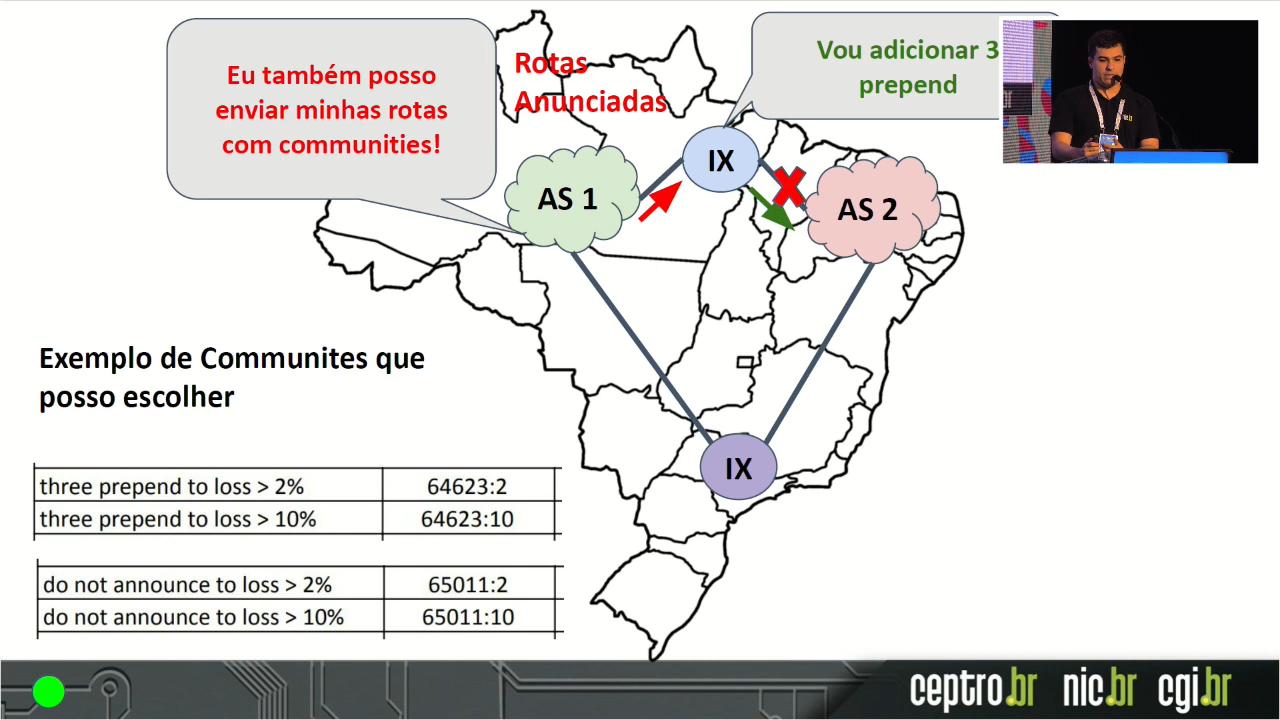 Eu também posso
enviar minhas rotas
com communities!
Rotas
Anunciadas
Vou adicionar 3
prepend
IX
AS 1
AS 2
Exemplo de Communites que
posso escolher
IX
three prepend to loss > 2% 64623:2
three prepend to loss > 10% 64623:10
do not announce to loss > 2% 65011:2
do not announce to loss > 10% 65011:10
ceptro.br nic.br cgi.br